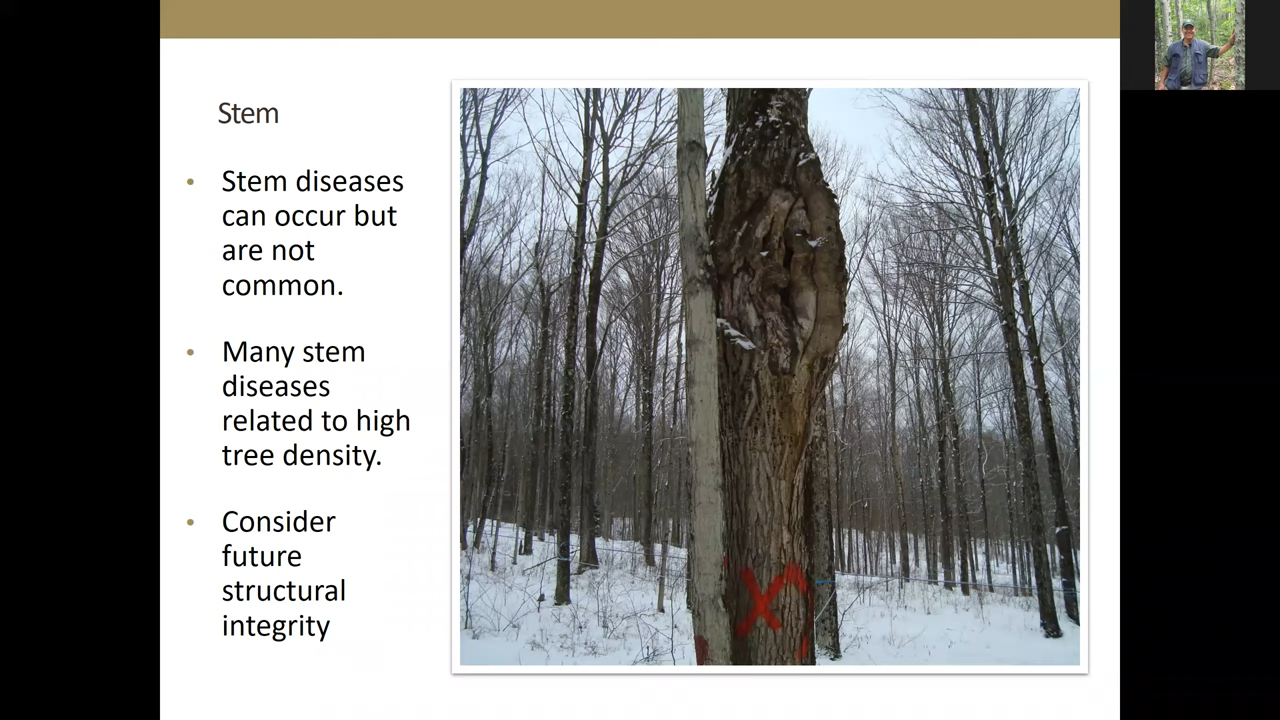 Stem
• Stem diseases
can occur but
are not
common.
• Many stem
diseases
related to high
tree density.
• Consider
future
structural
integrity
X